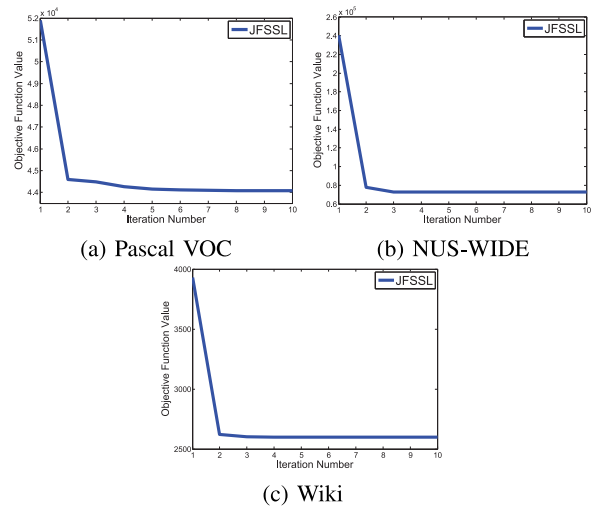 x 10⁴
5.2
5.1
5
4.9
4.8
4.7
4.6
4.5
4.4
Objective Function Value
JFSSL
1 2 3 4 5 6 7 8 9 10
Iteration Number
(a) Pascal VOC
x 10⁵
2.6
2.4
2.2
2
1.8
1.6
1.4
1.2
1
0.8
0.6
Objective Function Value
JFSSL
1 2 3 4 5 6 7 8 9 10
Iteration Number
(b) NUS-WIDE
4000
3500
3000
2500
Objective Function Value
JFSSL
1 2 3 4 5 6 7 8 9 10
Iteration Number
(c) Wiki